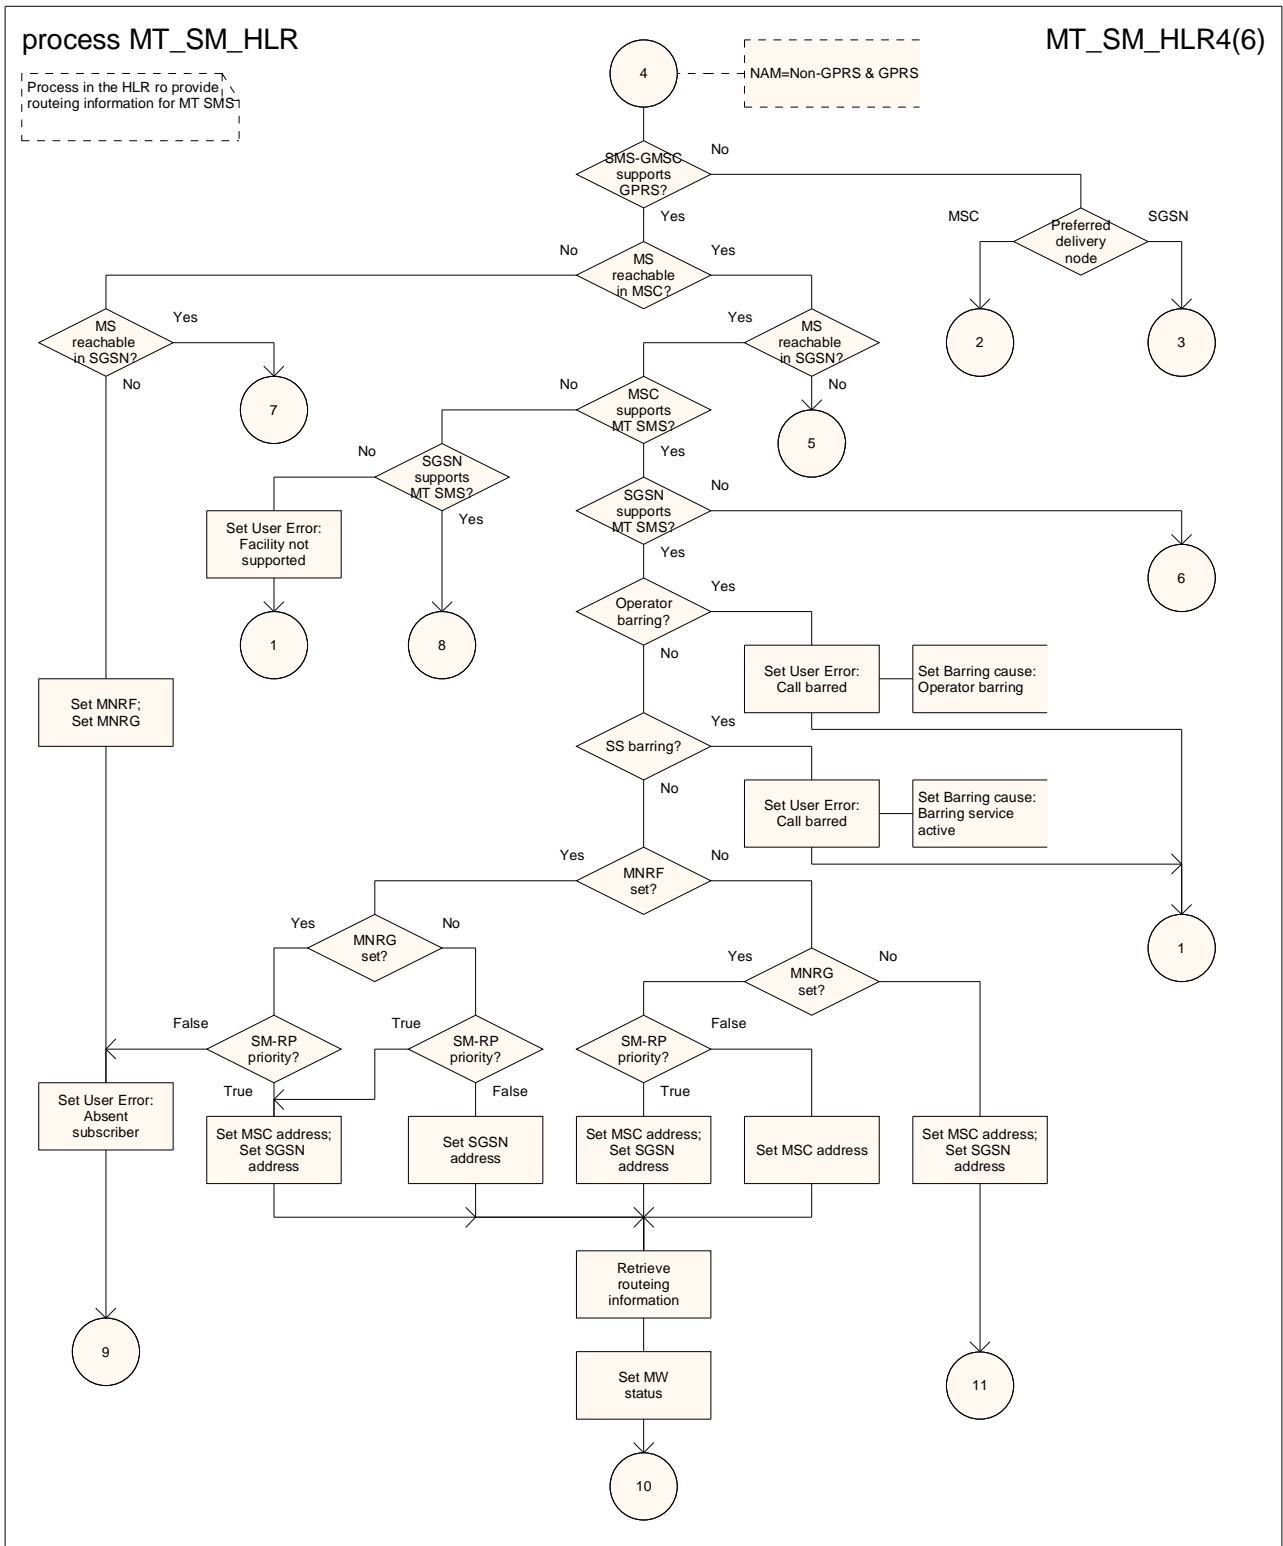 process MT_SM_HLR
MT_SM_HLR4(6)
Process in the HLR ro provide
routeing information for MT SMS
4
NAM=Non-GPRS & GPRS
SMS-GMSC
supports
GPRS?
No
Yes
MSC
Preferred
delivery
node
SGSN
No
MS
reachable
in MSC?
Yes
MS
reachable
in SGSN?
Yes
No
Yes
MS
reachable
in SGSN?
No
2
3
7
5
No
MSC
supports
MT SMS?
Yes
No
SGSN
supports
MT SMS?
Yes
SGSN
supports
MT SMS?
No
Yes
Set User Error:
Facility not
supported
6
1
8
Operator
barring?
Yes
No
Set User Error:
Call barred
Set Barring cause:
Operator barring
Set MNRF;
Set MNRG
SS barring?
Yes
No
Set User Error:
Call barred
Set Barring cause:
Barring service
active
Yes
MNRF
set?
No
1
Yes
MNRG
set?
No
Yes
MNRG
set?
No
False
SM-RP
priority?
True
True
SM-RP
priority?
False
SM-RP
priority?
False
True
Set User Error:
Absent
subscriber
Set MSC address;
Set SGSN
address
Set SGSN
address
Set MSC address;
Set SGSN
address
Set MSC address
Set MSC address;
Set SGSN
address
Retrieve
routeing
information
9
Set MW
status
11
10